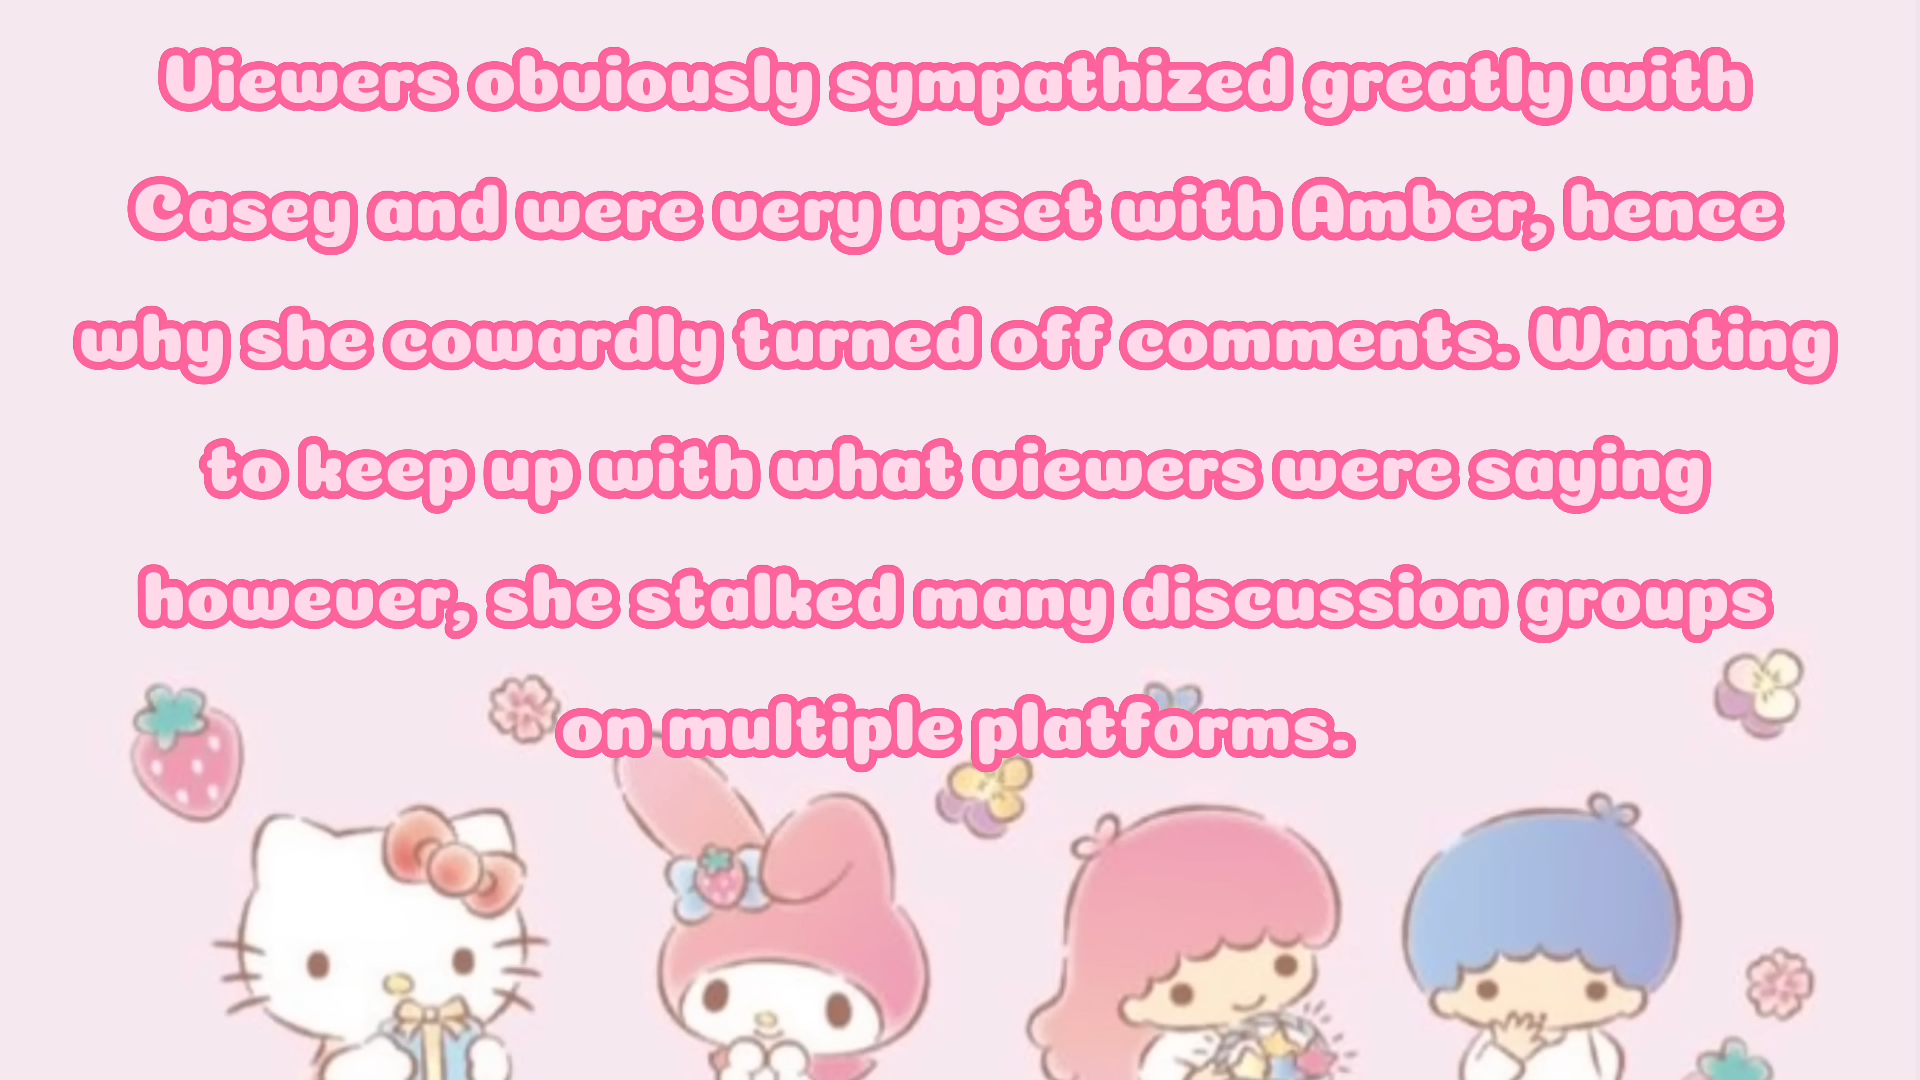 Viewers obviously sympathized greatly with
Casey and were very upset with Amber, hence
why she cowardly turned off comments. Wanting
to keep up with what viewers were saying
however, she stalked many discussion groups
on multiple platforms.